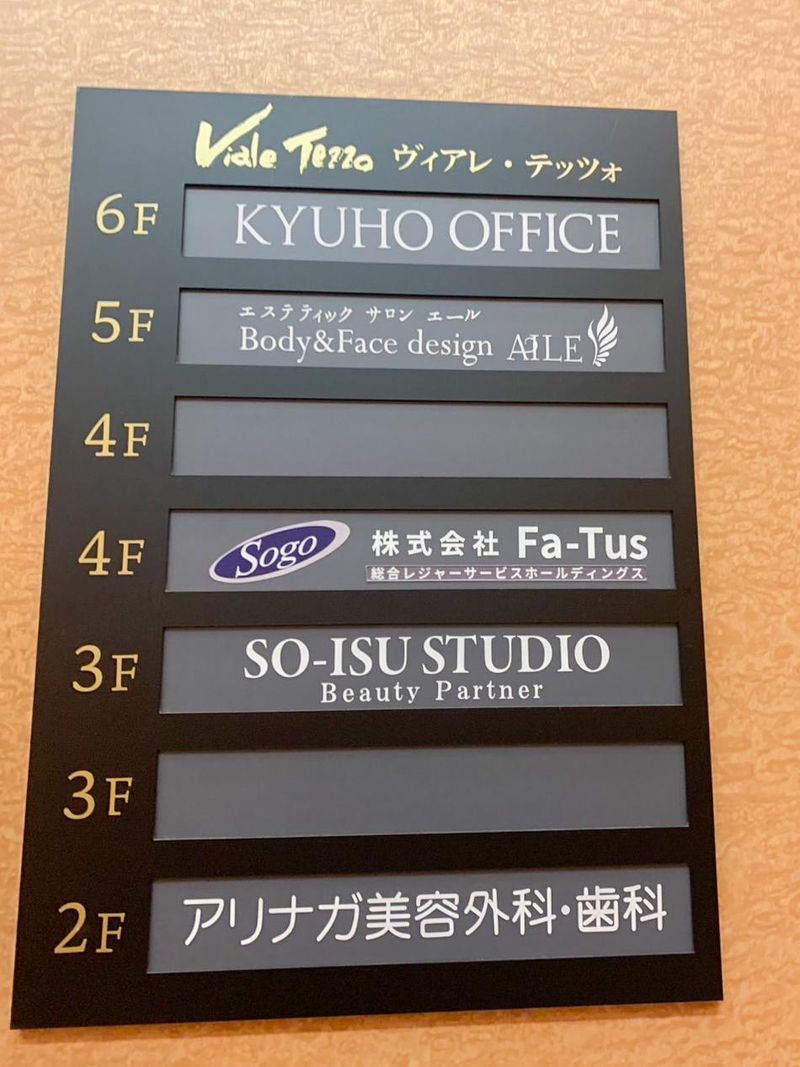 Viale Tezzo ヴィアレ・テッツォ
6F KYUHO OFFICE
5F エステティック サロン エール
Body&Face design AILE
4F
4F Sogo 株式会社 Fa-Tus
総合レジャーサービスホールディングス
3F SO-ISU STUDIO
Beauty Partner
3F
2F アリナガ美容外科・歯科